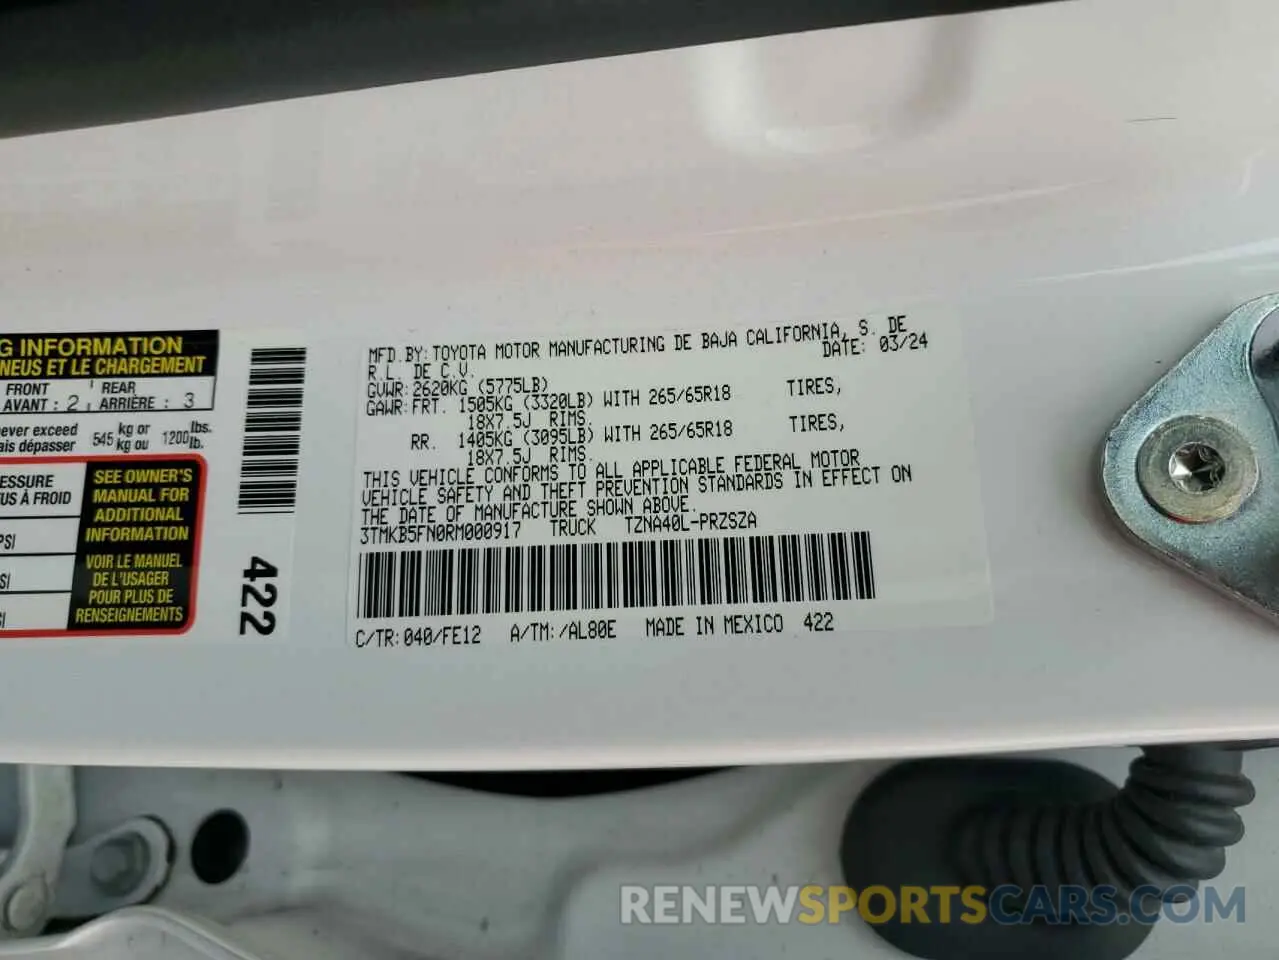 G INFORMATION
NEUS ET LE CHARGEMENT
FRONT REAR
AVANT : 2 ARRIÈRE : 3
never exceed 545 kg or 1200 lbs.
ais dépasser kg ou lb.
ESSURE
US À FROID
PSI
SI
SI
SEE OWNER'S
MANUAL FOR
ADDITIONAL
INFORMATION
VOIR LE MANUEL
DE L'USAGER
POUR PLUS DE
RENSEIGNEMENTS
422
MFD.BY: TOYOTA MOTOR MANUFACTURING DE BAJA CALIFORNIA, S. DE
R.L. DE C.V. DATE: 03/24
GVWR: 2620KG (5775LB)
GAWR: FRT. 1505KG (3320LB) WITH 265/65R18 TIRES,
18X7.5J RIMS.
RR. 1405KG (3095LB) WITH 265/65R18 TIRES,
18X7.5J RIMS.
THIS VEHICLE CONFORMS TO ALL APPLICABLE FEDERAL MOTOR
VEHICLE SAFETY AND THEFT PREVENTION STANDARDS IN EFFECT ON
THE DATE OF MANUFACTURE SHOWN ABOVE.
3TMKB5FN0RM000917 TRUCK TZNA40L-PRZSZA
C/TR: 040/FE12 A/TM: /AL80E MADE IN MEXICO 422
RENEWSPORTSCARS.COM